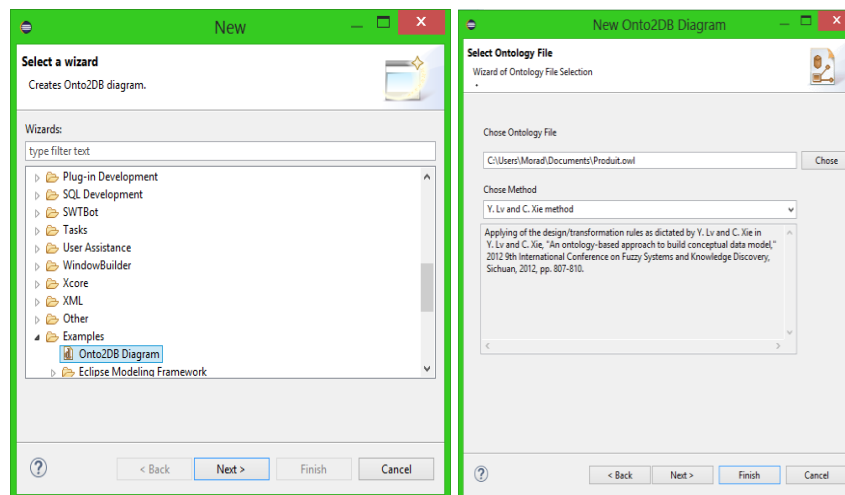 New
Select a wizard
Creates Onto2DB diagram.
Wizards:
type filter text
Plug-in Development
SQL Development
SWTBot
Tasks
User Assistance
WindowBuilder
Xcore
XML
Other
Examples
Onto2DB Diagram
Eclipse Modeling Framework
?
< Back
Next >
Finish
Cancel
New Onto2DB Diagram
Select Ontology File
Wizard of Ontology File Selection
.
Chose Ontology File
C:\Users\Morad\Documents\Produit.owl
Chose
Chose Method
Y. Lv and C. Xie method
Applying of the design/transformation rules as dictated by Y. Lv and C. Xie in
Y. Lv and C. Xie, "An ontology-based approach to build conceptual data model,"
2012 9th International Conference on Fuzzy Systems and Knowledge Discovery,
Sichuan, 2012, pp. 807-810.
?
< Back
Next >
Finish
Cancel